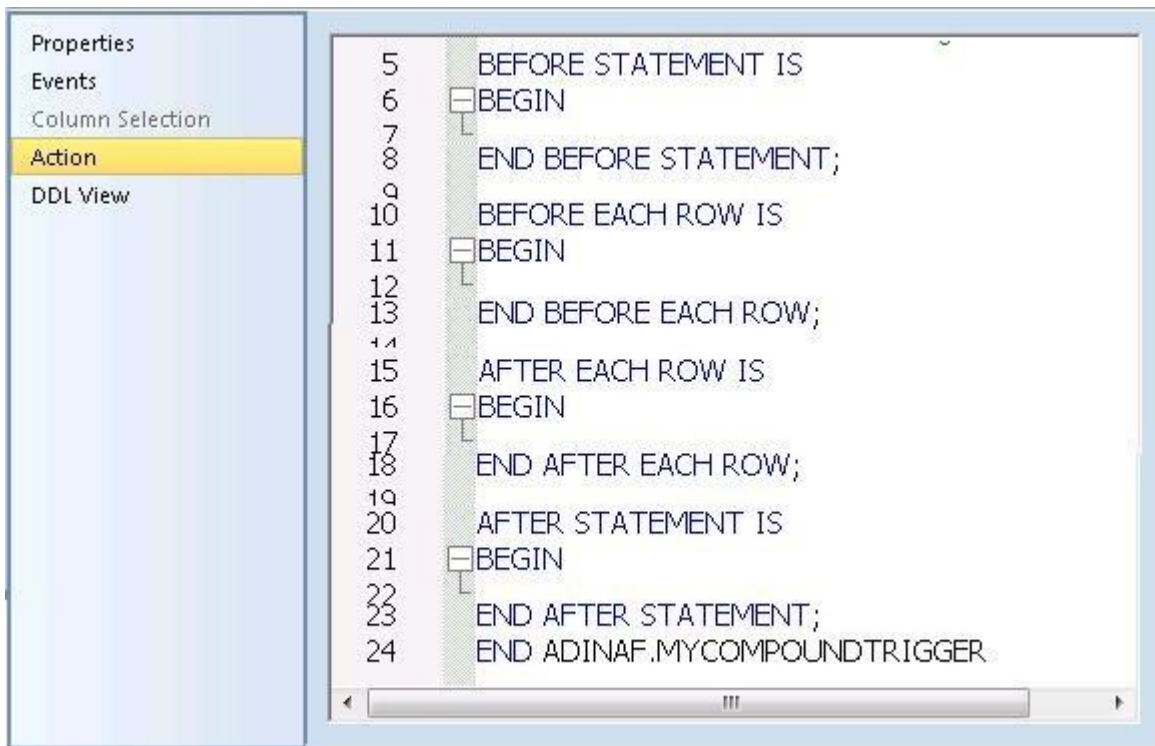 Properties
Events
Column Selection
Action
DDL View
5 BEFORE STATEMENT IS
6 BEGIN
7
8 END BEFORE STATEMENT;
9
10 BEFORE EACH ROW IS
11 BEGIN
12
13 END BEFORE EACH ROW;
14
15 AFTER EACH ROW IS
16 BEGIN
17
18 END AFTER EACH ROW;
19
20 AFTER STATEMENT IS
21 BEGIN
22
23 END AFTER STATEMENT;
24 END ADINAF.MYCOMPOUNDTRIGGER